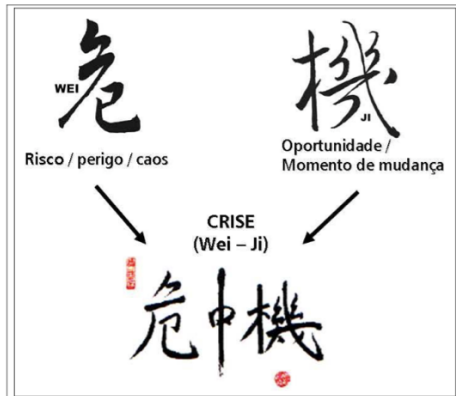 危
WEI
Risco / perigo / caos
機
JI
Oportunidade /
Momento de mudança
CRISE
(Wei – Ji)
危中機